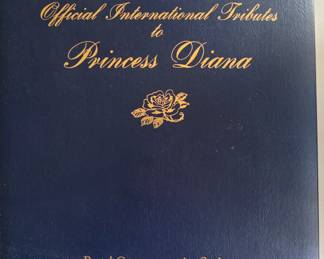 Official International Tributes
to
Princess Diana